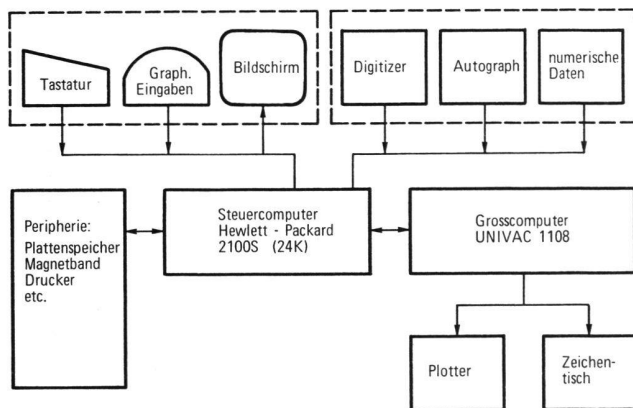 Tastatur
Graph.
Eingaben
Bildschirm
Digitizer
Autograph
numerische
Daten
Peripherie:
Plattenspeicher
Magnetband
Drucker
etc.
Steuercomputer
Hewlett - Packard
2100S (24K)
Grosscomputer
UNIVAC 1108
Plotter
Zeichen-
tisch